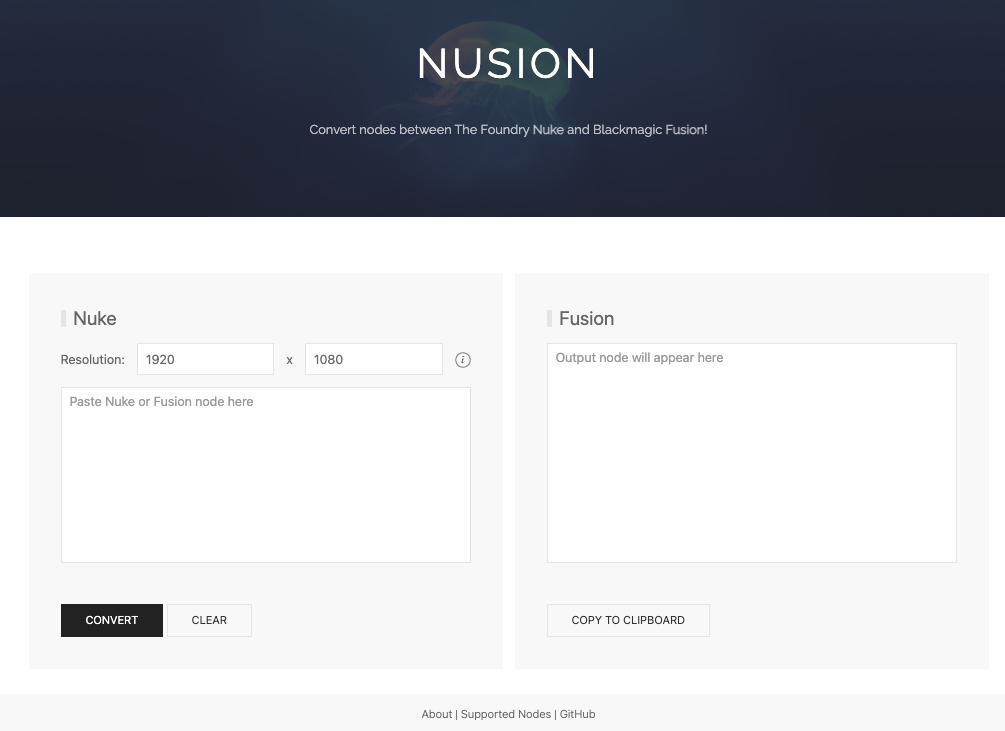 NUSION
Convert nodes between The Foundry Nuke and Blackmagic Fusion!
Nuke
Resolution: 1920 x 1080 i
Paste Nuke or Fusion node here
CONVERT CLEAR
Fusion
Output node will appear here
COPY TO CLIPBOARD
About | Supported Nodes | GitHub